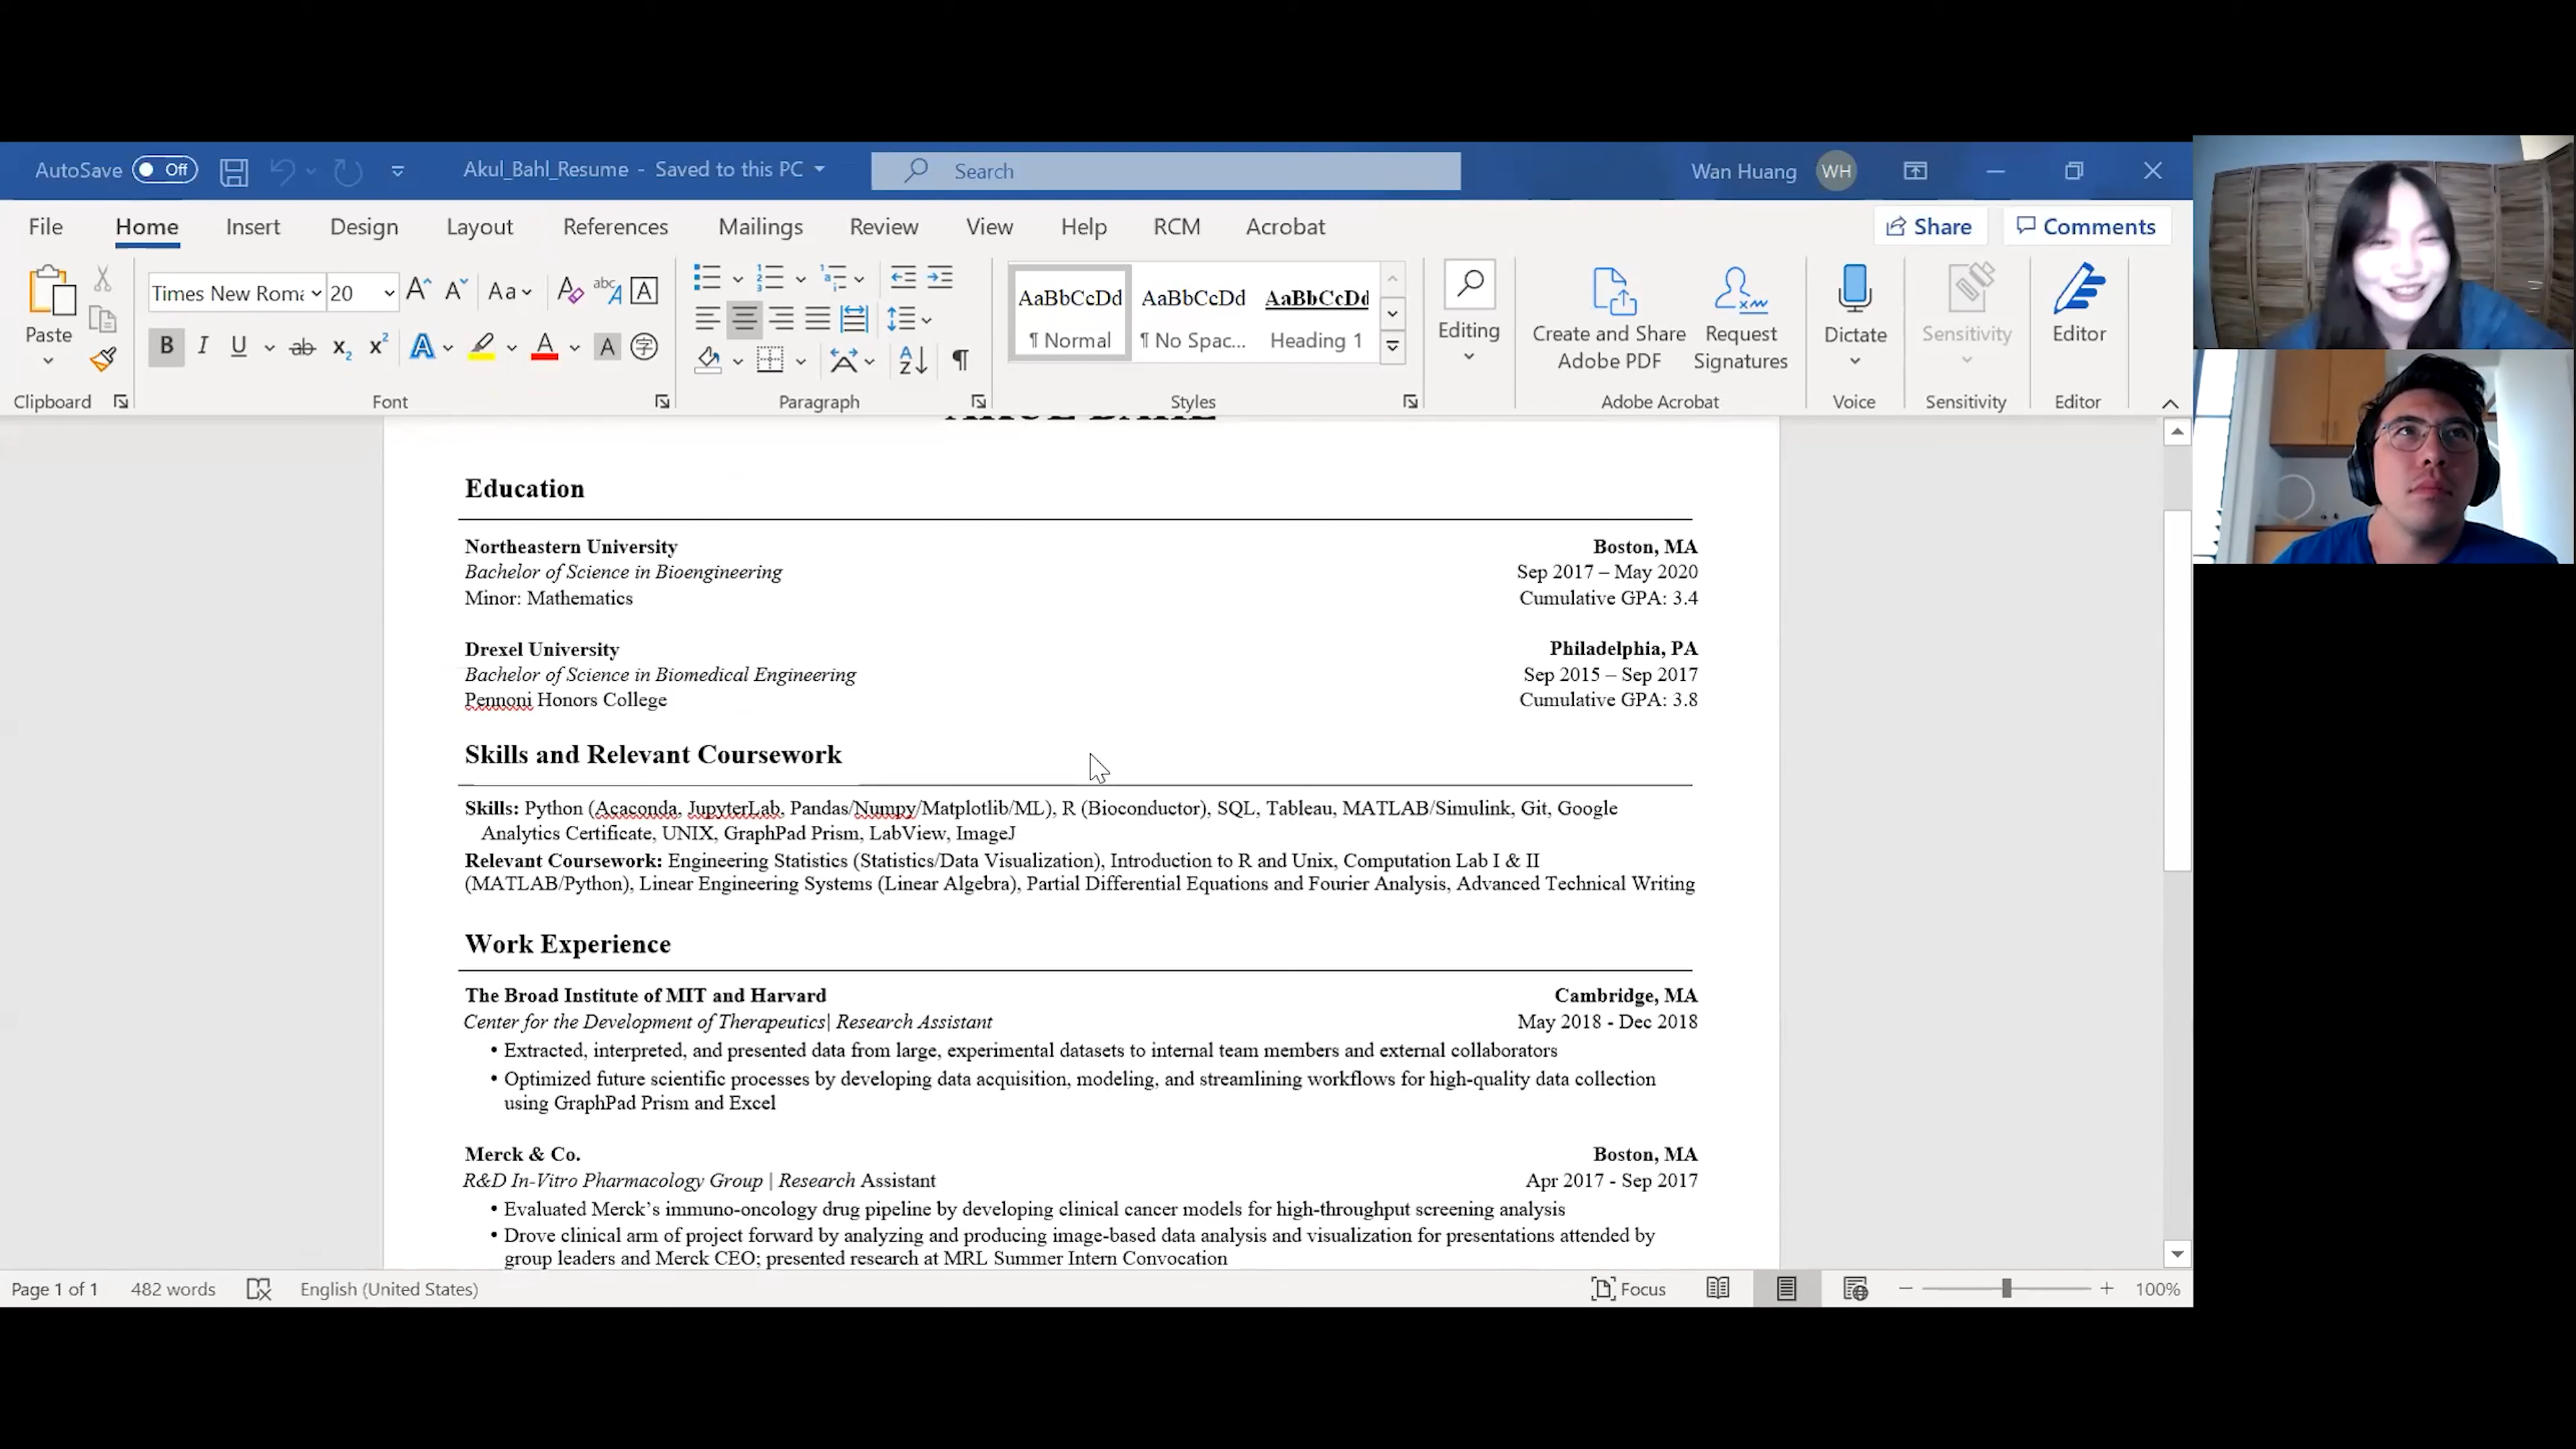 AutoSave Off Akul_Bahl_Resume - Saved to this PC Search Wan Huang WH
File Home Insert Design Layout References Mailings Review View Help RCM Acrobat Share Comments
Paste
Times New Roma 20 Aa
AaBbCcDd AaBbCcDd AaBbCcDd
¶ Normal ¶ No Spac... Heading 1
Editing
Create and Share Adobe PDF
Request Signatures
Dictate
Sensitivity
Editor
Clipboard Font Paragraph Styles Adobe Acrobat Voice Sensitivity Editor
Education
Northeastern University Boston, MA
Bachelor of Science in Bioengineering Sep 2017 – May 2020
Minor: Mathematics Cumulative GPA: 3.4
Drexel University Philadelphia, PA
Bachelor of Science in Biomedical Engineering Sep 2015 – Sep 2017
Pennoni Honors College Cumulative GPA: 3.8
Skills and Relevant Coursework
Skills: Python (Acaconda, JupyterLab, Pandas/Numpy/Matplotlib/ML), R (Bioconductor), SQL, Tableau, MATLAB/Simulink, Git, Google
Analytics Certificate, UNIX, GraphPad Prism, LabView, ImageJ
Relevant Coursework: Engineering Statistics (Statistics/Data Visualization), Introduction to R and Unix, Computation Lab I & II
(MATLAB/Python), Linear Engineering Systems (Linear Algebra), Partial Differential Equations and Fourier Analysis, Advanced Technical Writing
Work Experience
The Broad Institute of MIT and Harvard Cambridge, MA
Center for the Development of Therapeutics| Research Assistant May 2018 - Dec 2018
• Extracted, interpreted, and presented data from large, experimental datasets to internal team members and external collaborators
• Optimized future scientific processes by developing data acquisition, modeling, and streamlining workflows for high-quality data collection
using GraphPad Prism and Excel
Merck & Co. Boston, MA
R&D In-Vitro Pharmacology Group | Research Assistant Apr 2017 - Sep 2017
• Evaluated Merck's immuno-oncology drug pipeline by developing clinical cancer models for high-throughput screening analysis
• Drove clinical arm of project forward by analyzing and producing image-based data analysis and visualization for presentations attended by
group leaders and Merck CEO; presented research at MRL Summer Intern Convocation
Page 1 of 1 482 words English (United States) Focus 100%